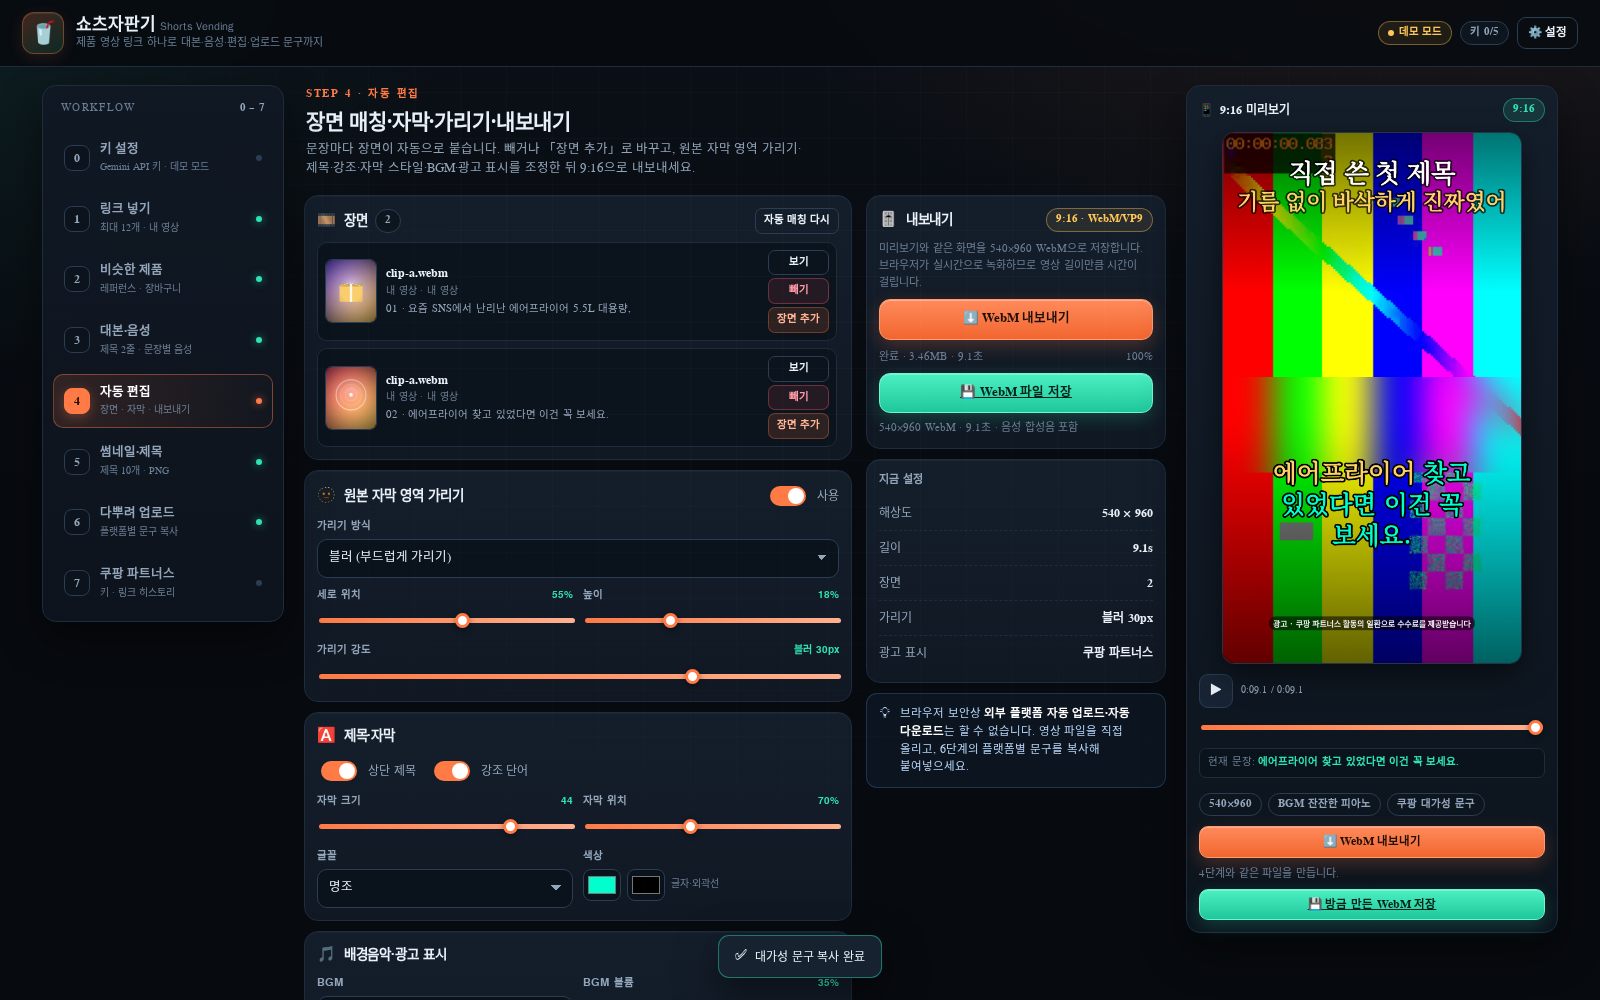 쇼츠자판기 Shorts Vending
제품 영상 링크 하나로 대본·음성·편집·업로드 문구까지
데모 모드
키 0/5
설정
WORKFLOW
0 – 7
0
키 설정
Gemini API 키 · 데모 모드
1
링크 넣기
최대 12개 · 내 영상
2
비슷한 제품
레퍼런스 · 장바구니
3
대본·음성
제목 2줄 · 문장별 음성
4
자동 편집
장면 · 자막 · 내보내기
5
썸네일·제목
제목 10개 · PNG
6
다뿌려 업로드
플랫폼별 문구 복사
7
쿠팡 파트너스
키 · 링크 히스토리
STEP 4 · 자동 편집
장면 매칭·자막·가리기·내보내기
문장마다 장면이 자동으로 붙습니다. 빼거나 「장면 추가」로 바꾸고, 원본 자막 영역 가리기·
제목·강조·자막 스타일·BGM·광고 표시를 조정한 뒤 9:16으로 내보내세요.
장면
2
자동 매칭 다시
clip-a.webm
내 영상 · 내 영상
01 · 요즘 SNS에서 난리난 에어프라이어 5.5L 대용량,
보기
빼기
장면 추가
clip-a.webm
내 영상 · 내 영상
02 · 에어프라이어 찾고 있었다면 이건 꼭 보세요.
보기
빼기
장면 추가
원본 자막 영역 가리기
사용
가리기 방식
블러 (부드럽게 가리기)
세로 위치
55%
높이
18%
가리기 강도
블러 30px
A
제목·자막
상단 제목
강조 단어
자막 크기
44
자막 위치
70%
글꼴
색상
명조
글자·외곽선
배경음악·광고 표시
BGM
BGM 볼륨
35%
내보내기
9:16 · WebM/VP9
미리보기와 같은 화면을 540×960 WebM으로 저장합니다.
브라우저가 실시간으로 녹화하므로 영상 길이만큼 시간이
걸립니다.
WebM 내보내기
완료 · 3.46MB · 9.1초
100%
WebM 파일 저장
540×960 WebM · 9.1초 · 음성 합성음 포함
지금 설정
해상도
540 × 960
길이
9.1s
장면
2
가리기
블러 30px
광고 표시
쿠팡 파트너스
브라우저 보안상 외부 플랫폼 자동 업로드·자동
다운로드는 할 수 없습니다. 영상 파일을 직접
올리고, 6단계의 플랫폼별 문구를 복사해
붙여넣으세요.
대가성 문구 복사 완료
9:16 미리보기
9:16
직접 쓴 첫 제목
기름 없이 바삭하게 진짜였어
에어프라이어 찾고
있었다면 이건 꼭
보세요.
광고 · 쿠팡 파트너스 활동의 일환으로 수수료를 제공받습니다
0:09.1 / 0:09.1
현재 문장: 에어프라이어 찾고 있었다면 이건 꼭 보세요.
540×960
BGM 잔잔한 피아노
쿠팡 대가성 문구
WebM 내보내기
4단계와 같은 파일을 만듭니다.
방금 만든 WebM 저장